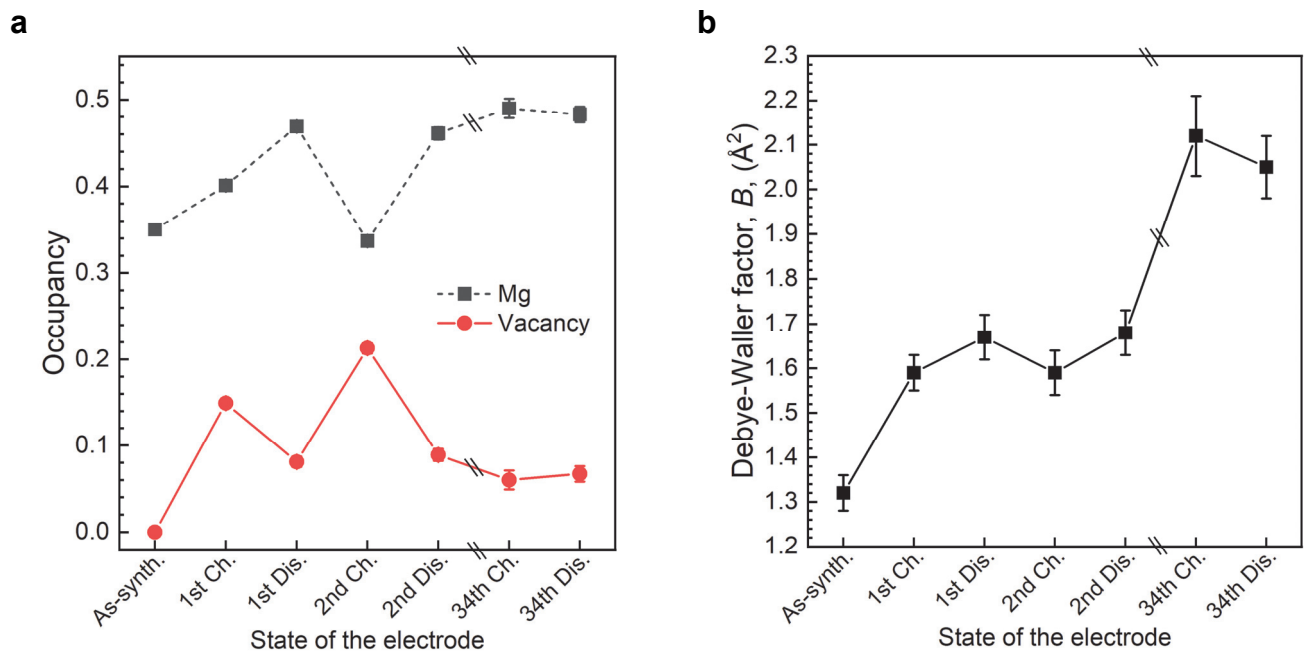 a
0.5
0.4
0.3
0.2
0.1
0.0
Occupancy
Mg
Vacancy
As-synth.
1st Ch.
1st Dis.
2nd Ch.
2nd Dis.
34th Ch.
34th Dis.
State of the electrode
b
2.3
2.2
2.1
2.0
1.9
1.8
1.7
1.6
1.5
1.4
1.3
1.2
Debye-Waller factor, B, (Å²)
As-synth.
1st Ch.
1st Dis.
2nd Ch.
2nd Dis.
34th Ch.
34th Dis.
State of the electrode